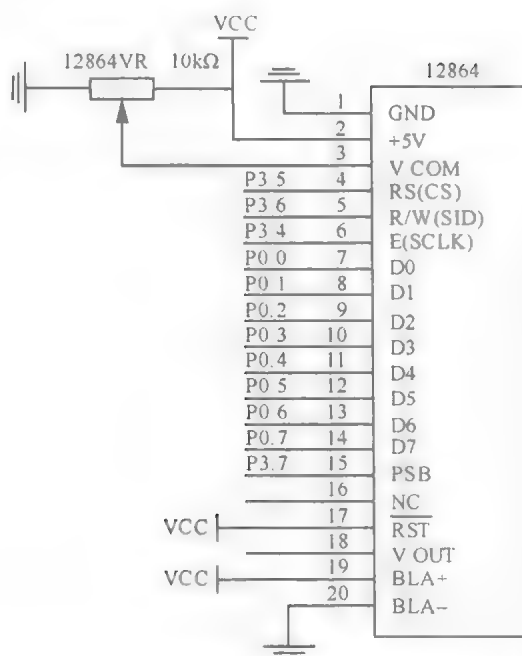 VCC
12864VR 10kΩ
12864
1 GND
2 +5V
3 V COM
P3 5 4 RS(CS)
P3 6 5 R/W(SID)
P3 4 6 E(SCLK)
P0 0 7 D0
P0 1 8 D1
P0.2 9 D2
P0 3 10 D3
P0.4 11 D4
P0 5 12 D5
P0 6 13 D6
P0.7 14 D7
P3.7 15 PSB
16 NC
VCC 17 RST
18 V OUT
VCC 19 BLA+
20 BLA−